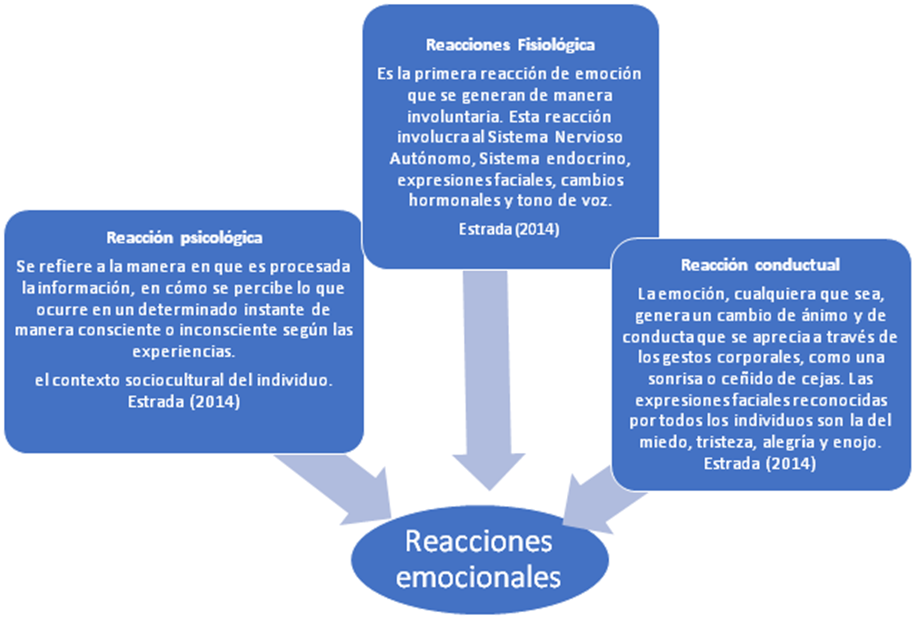 Reacciones Fisiológica
Es la primera reacción de emoción
que se generan de manera
involuntaria. Esta reacción
involucra al Sistema Nervioso
Autónomo, Sistema endocrino,
expresiones faciales, cambios
hormonales y tono de voz.
Estrada (2014)
Reacción psicológica
Se refiere a la manera en que es procesada
la información, en cómo se percibe lo que
ocurre en un determinado instante de
manera consciente o inconsciente según las
experiencias.
el contexto sociocultural del individuo.
Estrada (2014)
Reacción conductual
La emoción, cualquiera que sea,
genera un cambio de ánimo y de
conducta que se aprecia a través de
los gestos corporales, como una
sonrisa o ceñido de cejas. Las
expresiones faciales reconocidas
por todos los individuos son la del
miedo, tristeza, alegría y enojo.
Estrada (2014)
Reacciones
emocionales